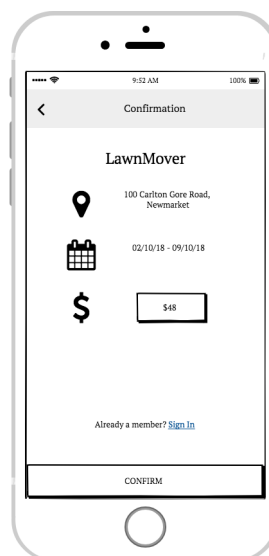 9:52 AM 100%
Confirmation
LawnMover
100 Carlton Gore Road,
Newmarket
02/10/18 - 09/10/18
$
$48
Already a member? Sign In
CONFIRM